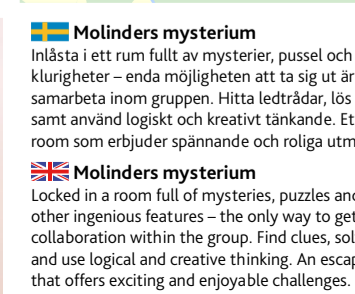 Molinders mysterium
Inlåsta i ett rum fullt av mysterier, pussel och
klurigheter – enda möjligheten att ta sig ut är
samarbeta inom gruppen. Hitta ledtrådar, lös
samt använd logiskt och kreativt tänkande. Et
room som erbjuder spännande och roliga utm
Molinders mysterium
Locked in a room full of mysteries, puzzles and
other ingenious features – the only way to get
collaboration within the group. Find clues, sol
and use logical and creative thinking. An escap
that offers exciting and enjoyable challenges.